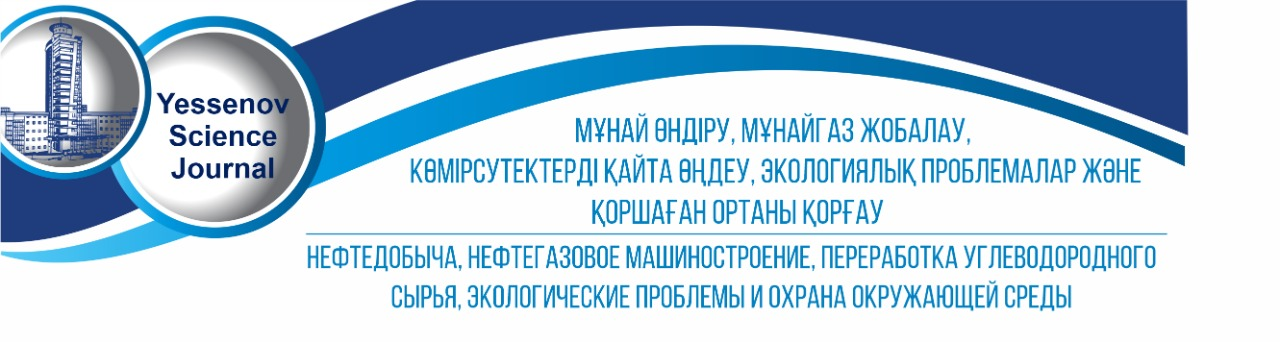 Yessenov
Science
Journal
МҰНАЙ ӨНДІРУ, МҰНАЙГАЗ ЖОБАЛАУ,
КӨМІРСУТЕКТЕРДІ ҚАЙТА ӨҢДЕУ, ЭКОЛОГИЯЛЫҚ ПРОБЛЕМАЛАР ЖӘНЕ
ҚОРШАҒАН ОРТАНЫ ҚОРҒАУ
НЕФТЕДОБЫЧА, НЕФТЕГАЗОВОЕ МАШИНОСТРОЕНИЕ, ПЕРЕРАБОТКА УГЛЕВОДОРОДНОГО
СЫРЬЯ, ЭКОЛОГИЧЕСКИЕ ПРОБЛЕМЫ И ОХРАНА ОКРУЖАЮЩЕЙ СРЕДЫ